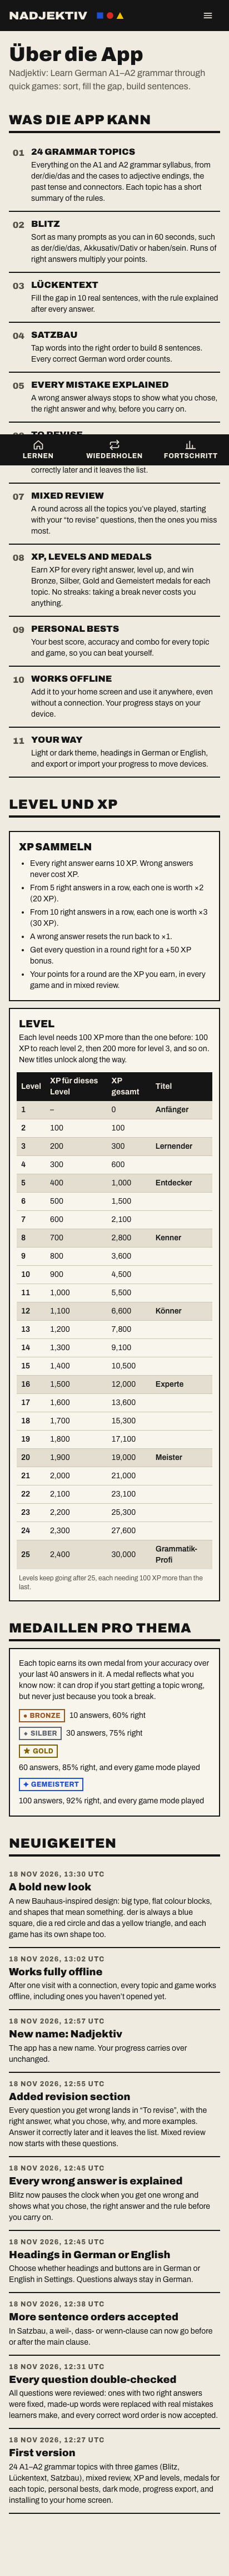 NADJEKTIV
Über die App
Nadjektiv: Learn German A1–A2 grammar through
quick games: sort, fill the gap, build sentences.
WAS DIE APP KANN
01 24 GRAMMAR TOPICS
Everything on the A1 and A2 grammar syllabus, from
der/die/das and the cases to adjective endings, the
past tense and connectors. Each topic has a short
summary of the rules.
02 BLITZ
Sort as many prompts as you can in 60 seconds, such
as der/die/das, Akkusativ/Dativ or haben/sein. Runs of
right answers multiply your points.
03 LÜCKENTEXT
Fill the gap in 10 real sentences, with the rule explained
after every answer.
04 SATZBAU
Tap words into the right order to build 8 sentences.
Every correct German word order counts.
05 EVERY MISTAKE EXPLAINED
A wrong answer always stops to show what you chose,
the right answer and why, before you carry on.
LERNEN WIEDERHOLEN FORTSCHRITT
correctly later and it leaves the list.
07 MIXED REVIEW
A round across all the topics you've played, starting
with your “to revise” questions, then the ones you miss
most.
08 XP, LEVELS AND MEDALS
Earn XP for every right answer, level up, and win
Bronze, Silber, Gold and Gemeistert medals for each
topic. No streaks: taking a break never costs you
anything.
09 PERSONAL BESTS
Your best score, accuracy and combo for every topic
and game, so you can beat yourself.
10 WORKS OFFLINE
Add it to your home screen and use it anywhere, even
without a connection. Your progress stays on your
device.
11 YOUR WAY
Light or dark theme, headings in German or English,
and export or import your progress to move devices.
LEVEL UND XP
XP SAMMELN
• Every right answer earns 10 XP. Wrong answers
never cost XP.
• From 5 right answers in a row, each one is worth ×2
(20 XP).
• From 10 right answers in a row, each one is worth ×3
(30 XP).
• A wrong answer resets the run back to ×1.
• Get every question in a round right for a +50 XP
bonus.
• Your points for a round are the XP you earn, in every
game and in mixed review.
LEVEL
Each level needs 100 XP more than the one before: 100
XP to reach level 2, then 200 more for level 3, and so on.
New titles unlock along the way.
Level XP für dieses Level XP gesamt Titel
1 – 0 Anfänger
2 100 100
3 200 300 Lernender
4 300 600
5 400 1,000 Entdecker
6 500 1,500
7 600 2,100
8 700 2,800 Kenner
9 800 3,600
10 900 4,500
11 1,000 5,500
12 1,100 6,600 Könner
13 1,200 7,800
14 1,300 9,100
15 1,400 10,500
16 1,500 12,000 Experte
17 1,600 13,600
18 1,700 15,300
19 1,800 17,100
20 1,900 19,000 Meister
21 2,000 21,000
22 2,100 23,100
23 2,200 25,300
24 2,300 27,600
25 2,400 30,000 Grammatik-Profi
Levels keep going after 25, each needing 100 XP more than the
last.
MEDAILLEN PRO THEMA
Each topic earns its own medal from your accuracy over
your last 40 answers in it. A medal reflects what you
know now: it can drop if you start getting a topic wrong,
but never just because you took a break.
BRONZE 10 answers, 60% right
SILBER 30 answers, 75% right
GOLD
60 answers, 85% right, and every game mode played
GEMEISTERT
100 answers, 92% right, and every game mode played
NEUIGKEITEN
18 NOV 2026, 13:30 UTC
A bold new look
A new Bauhaus-inspired design: big type, flat colour blocks,
and shapes that mean something. der is always a blue
square, die a red circle and das a yellow triangle, and each
game has its own shape too.
18 NOV 2026, 13:02 UTC
Works fully offline
After one visit with a connection, every topic and game works
offline, including ones you haven't opened yet.
18 NOV 2026, 12:57 UTC
New name: Nadjektiv
The app has a new name. Your progress carries over
unchanged.
18 NOV 2026, 12:55 UTC
Added revision section
Every question you get wrong lands in “To revise”, with the
right answer, what you chose, why, and more examples.
Answer it correctly later and it leaves the list. Mixed review
now starts with these questions.
18 NOV 2026, 12:45 UTC
Every wrong answer is explained
Blitz now pauses the clock when you get one wrong and
shows what you chose, the right answer and the rule before
you carry on.
18 NOV 2026, 12:45 UTC
Headings in German or English
Choose whether headings and buttons are in German or
English in Settings. Questions always stay in German.
18 NOV 2026, 12:38 UTC
More sentence orders accepted
In Satzbau, a weil-, dass- or wenn-clause can now go before
or after the main clause.
18 NOV 2026, 12:31 UTC
Every question double-checked
All questions were reviewed: ones with two right answers
were fixed, made-up words were replaced with real mistakes
learners make, and every correct word order is now accepted.
18 NOV 2026, 12:27 UTC
First version
24 A1–A2 grammar topics with three games (Blitz,
Lückentext, Satzbau), mixed review, XP and levels, medals for
each topic, personal bests, dark mode, progress export, and
installing to your home screen.